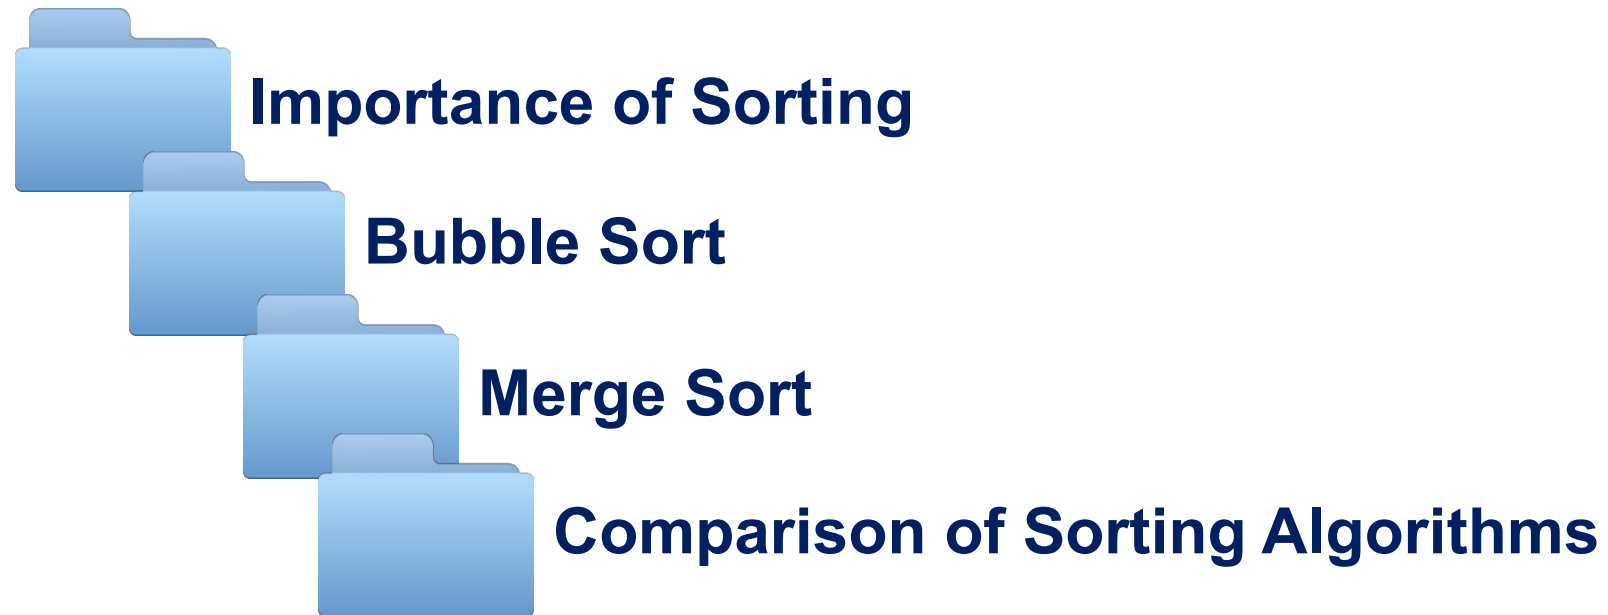 Importance of Sorting
Bubble Sort
Merge Sort
Comparison of Sorting Algorithms